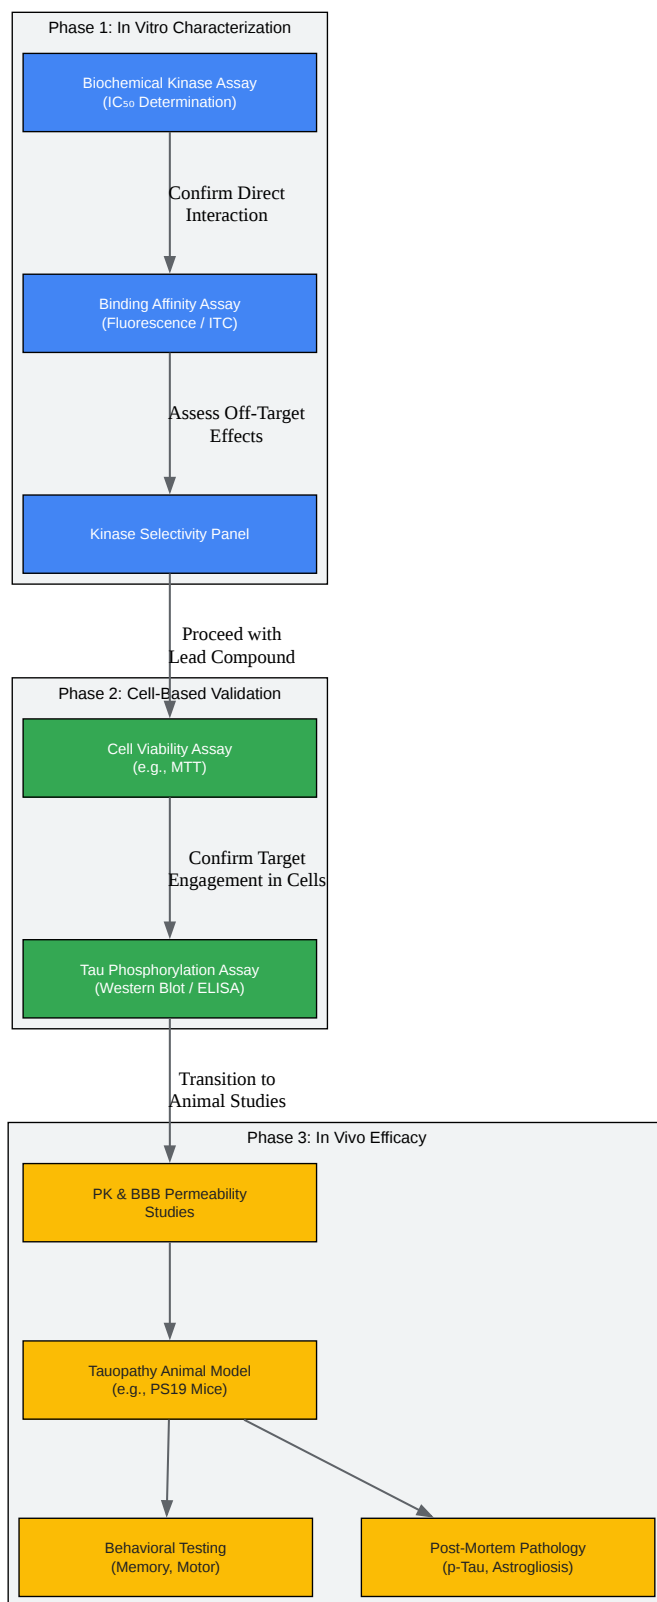 Phase 1: In Vitro Characterization
Biochemical Kinase Assay
(IC₅₀ Determination)
Confirm Direct
Interaction
Binding Affinity Assay
(Fluorescence / ITC)
Assess Off-Target
Effects
Kinase Selectivity Panel
Proceed with
Lead Compound
Phase 2: Cell-Based Validation
Cell Viability Assay
(e.g., MTT)
Confirm Target
Engagement in Cells
Tau Phosphorylation Assay
(Western Blot / ELISA)
Transition to
Animal Studies
Phase 3: In Vivo Efficacy
PK & BBB Permeability
Studies
Tauopathy Animal Model
(e.g., PS19 Mice)
Behavioral Testing
(Memory, Motor)
Post-Mortem Pathology
(p-Tau, Astrogliosis)